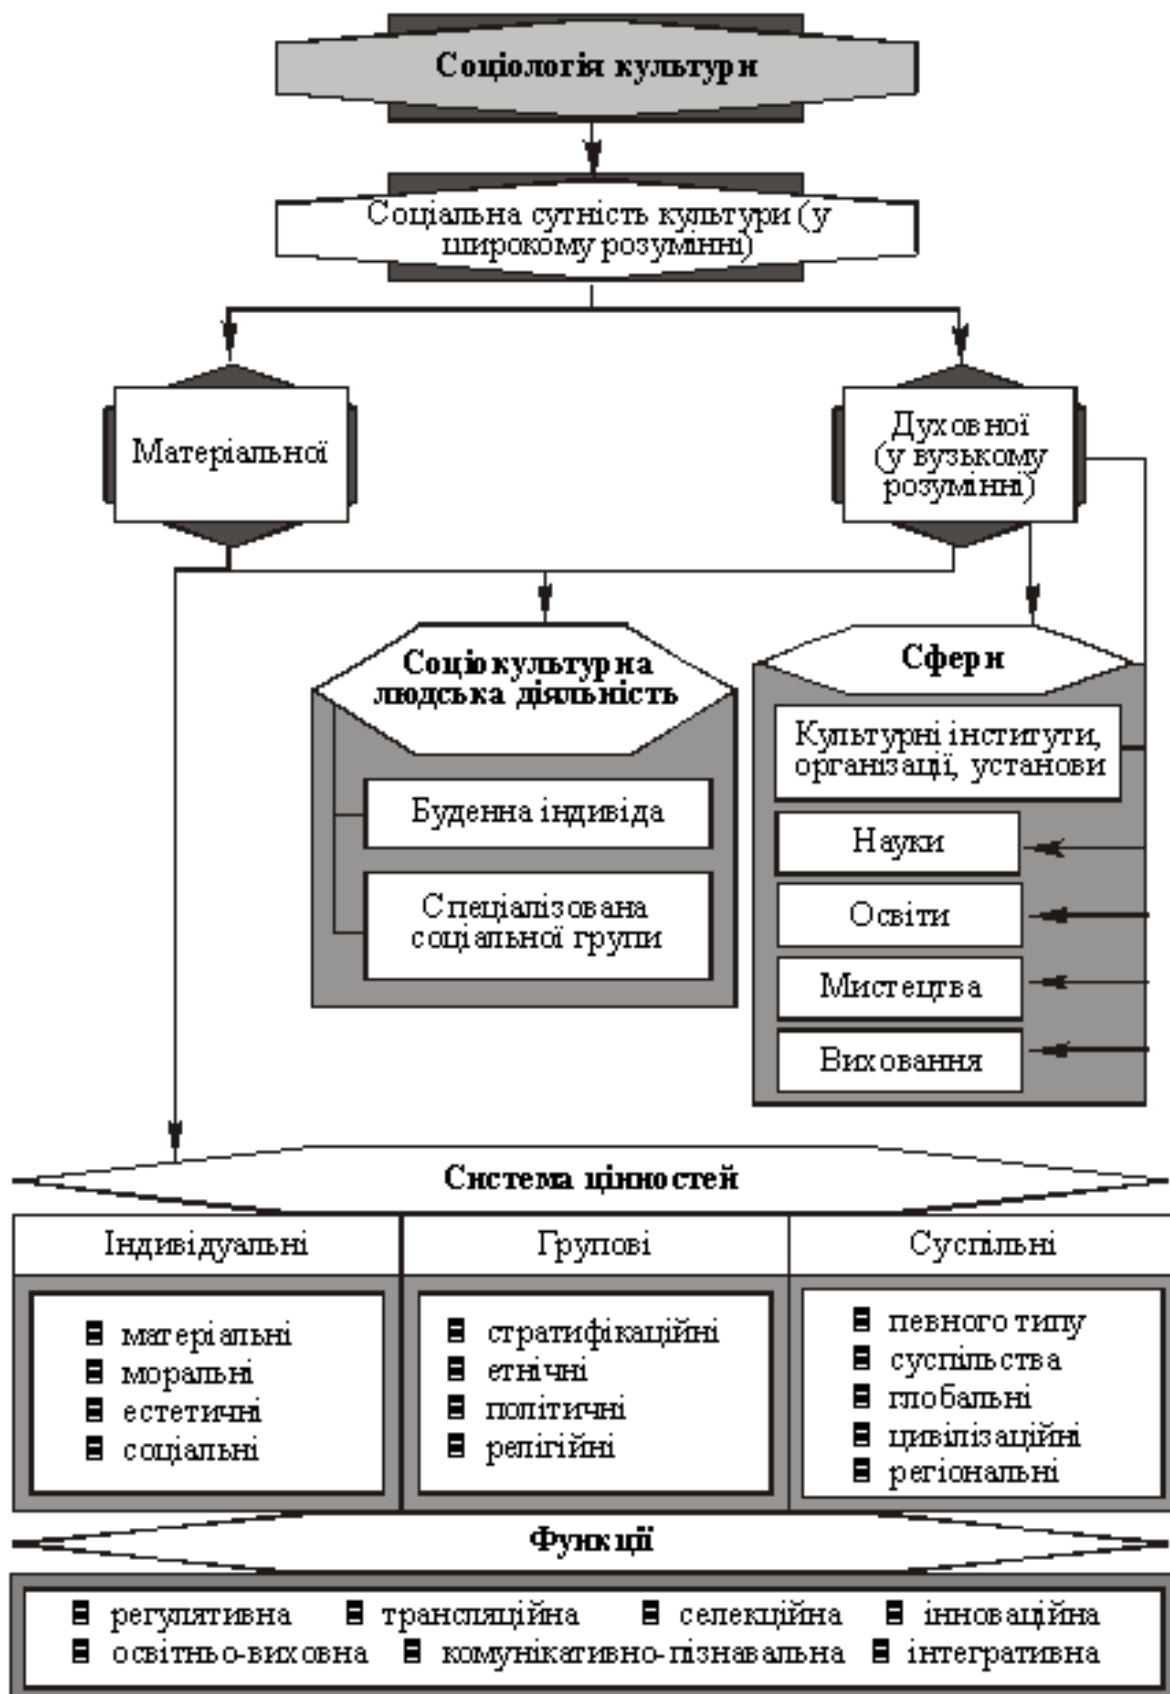 Соціологія культури
Соціальна сутність культури (у
широкому розумінні)
Матеріальної
Духовної
(у вузькому
розумінні)
Соціокультурна
людська діяльність
Буденна індивіда
Спеціалізована
соціальної групи
Сфери
Культурні інститути,
організації, установи
Науки
Освіти
Мистецтва
Виховання
Система цінностей
Індивідуальні
Групові
Суспільні
матеріальні
моральні
естетичні
соціальні
стратифікаційні
етнічні
політичні
релігійні
певного типу
суспільства
глобальні
цивілізаційні
регіональні
Функції
регулятивна трансляційна селекційна інноваційна
освітньо-виховна комунікативно-пізнавальна інтегративна